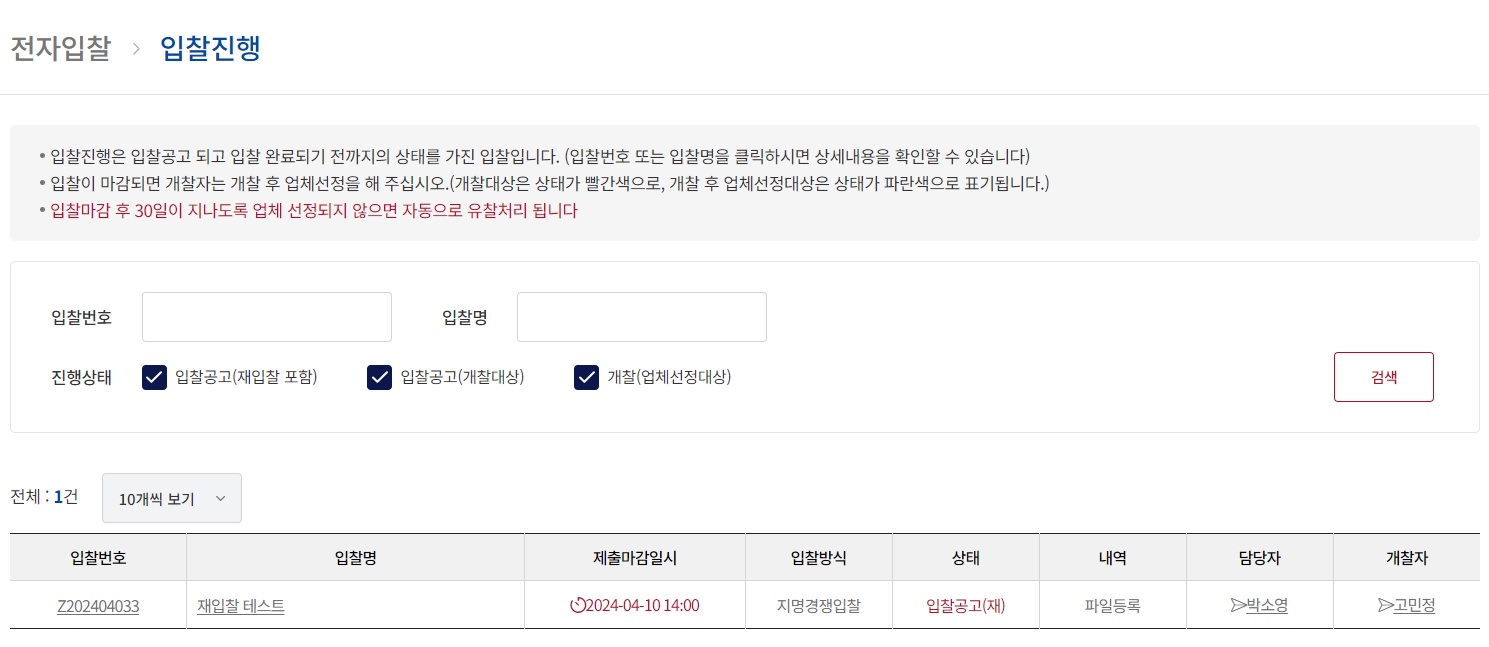 전자입찰 > 입찰진행
• 입찰진행은 입찰공고 되고 입찰 완료되기 전까지의 상태를 가진 입찰입니다. (입찰번호 또는 입찰명을 클릭하시면 상세내용을 확인할 수 있습니다)
• 입찰이 마감되면 개찰자는 개찰 후 업체선정을 해 주십시오.(개찰대상은 상태가 빨간색으로, 개찰 후 업체선정대상은 상태가 파란색으로 표기됩니다.)
• 입찰마감 후 30일이 지나도록 업체 선정되지 않으면 자동으로 유찰처리 됩니다
입찰번호 입찰명
진행상태 입찰공고(재입찰 포함) 입찰공고(개찰대상) 개찰(업체선정대상) 검색
전체 : 1건 10개씩 보기
입찰번호 입찰명 제출마감일시 입찰방식 상태 내역 담당자 개찰자
Z202404033 재입찰 테스트 2024-04-10 14:00 지명경쟁입찰 입찰공고(재) 파일등록 박소영 고민정